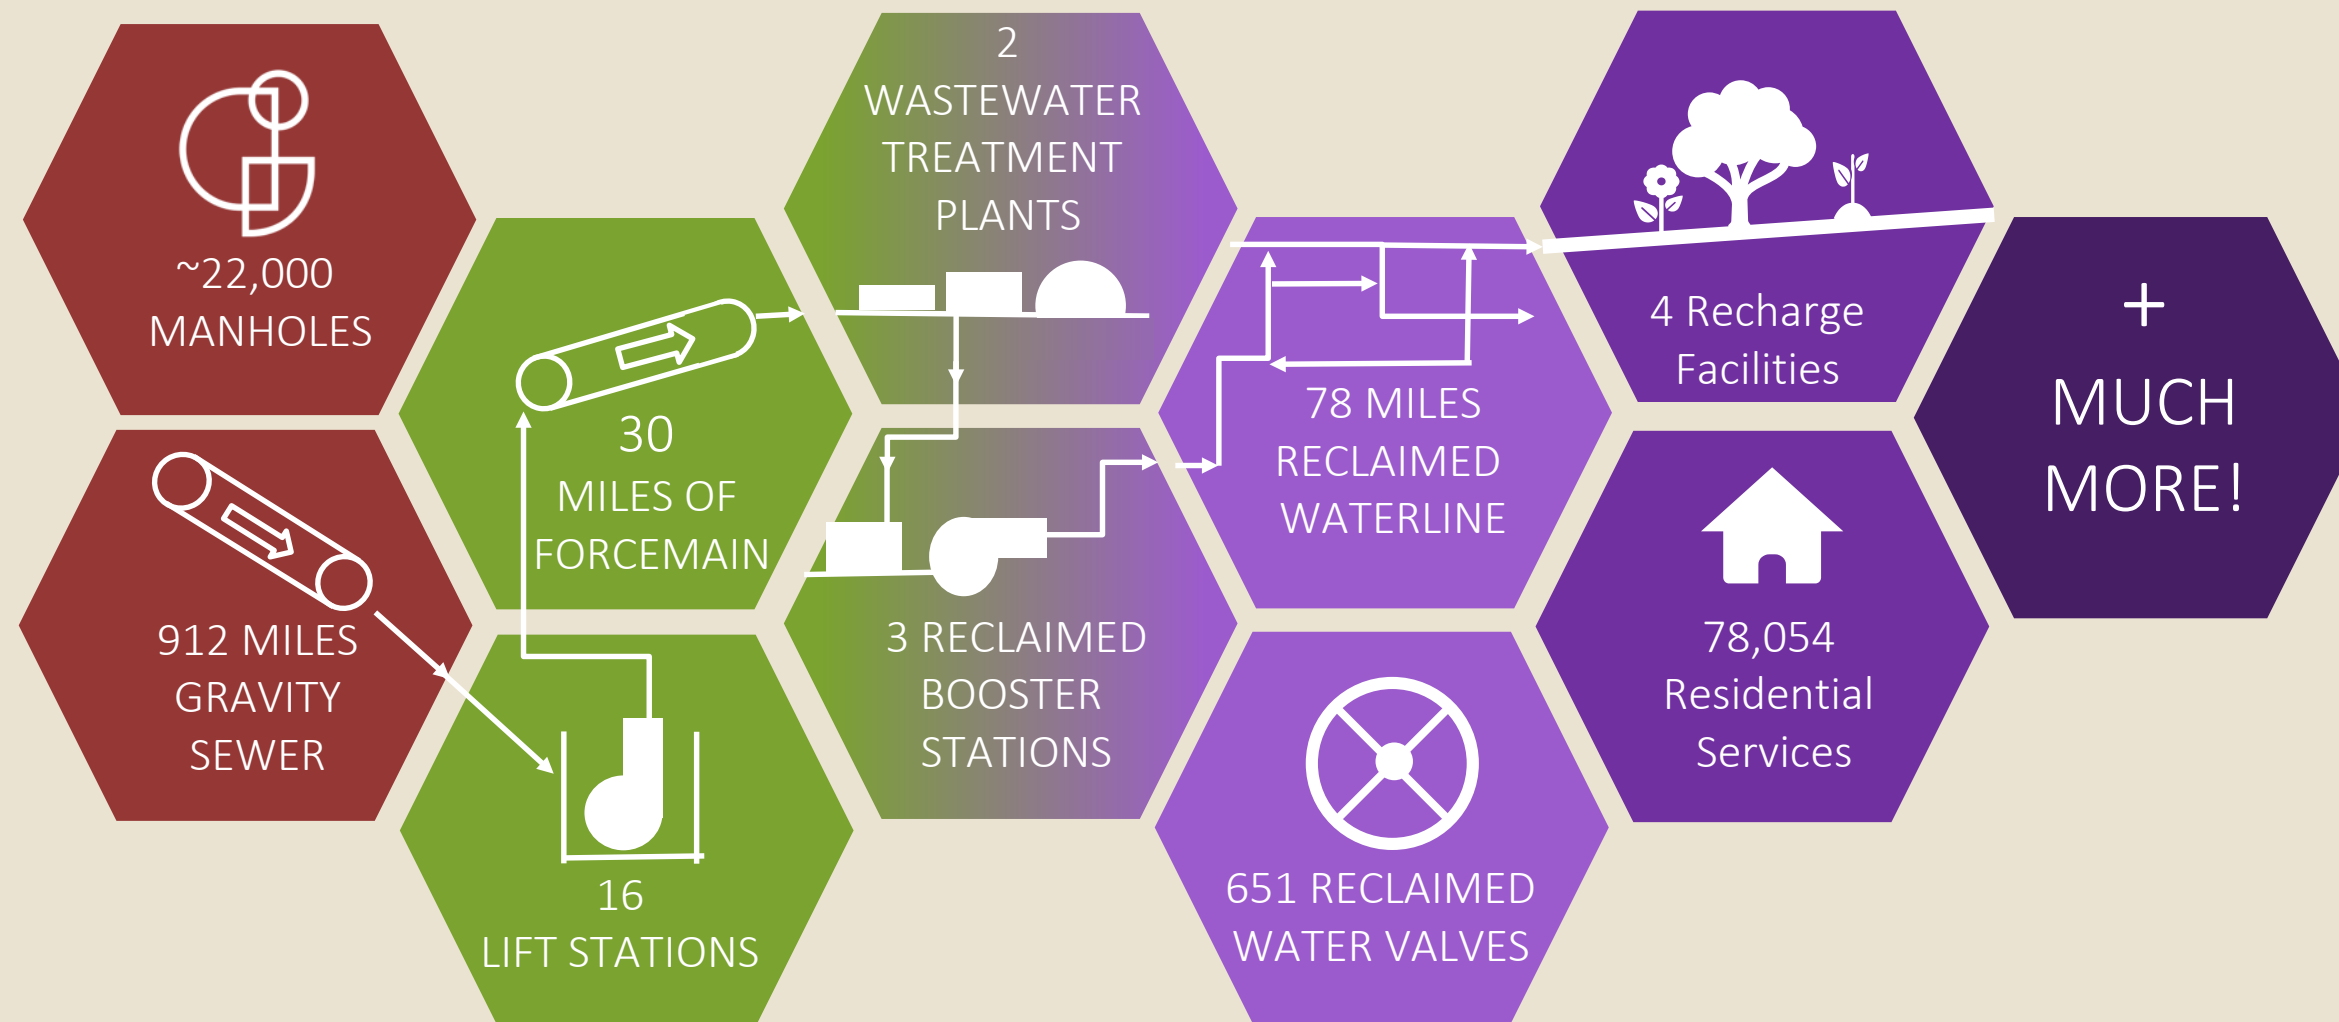 ~22,000
MANHOLES
912 MILES
GRAVITY
SEWER
30
MILES OF
FORCEMAIN
16
LIFT STATIONS
2
WASTEWATER
TREATMENT
PLANTS
3 RECLAIMED
BOOSTER
STATIONS
78 MILES
RECLAIMED
WATERLINE
651 RECLAIMED
WATER VALVES
4 Recharge
Facilities
78,054
Residential
Services
+
MUCH
MORE!